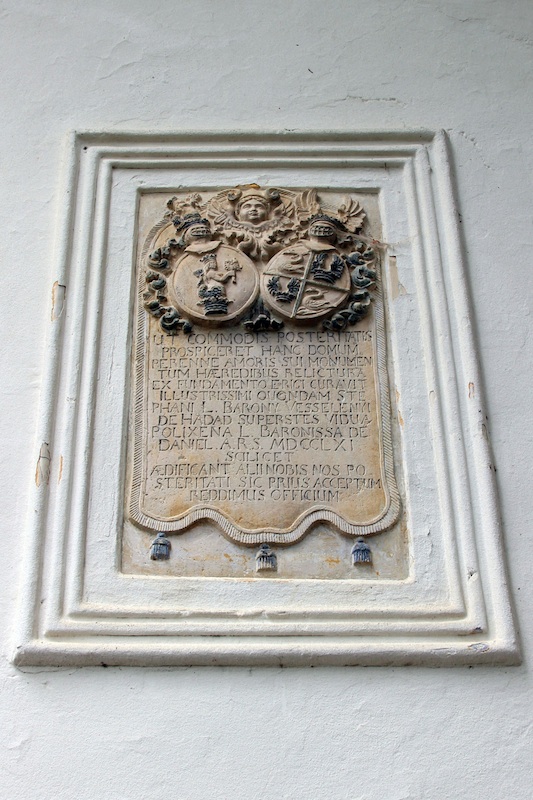 UT COMMODIS POSTERITATIS
PROSPICERET HANC DOMUM
PERENNE AMORIS SUI MONUMEN
TUM HÆREDIBUS RELICTURA
EX FUNDAMENTO ERIGI CURAVIT
ILLUSTRISSIMI QUONDAM STE
PHANI L. BARONY VESSELENYI
DE HADAD SUPERSTES VIDUA
POLIXENA L. BARONISSA DE
DANIEL. A.R.S. MDCCLXI
SCILICET
ÆDIFICANT ALII NOBIS NOS PO
STERITATI SIC PRIUS ACCEPTUM
REDDIMUS OFFICIUM